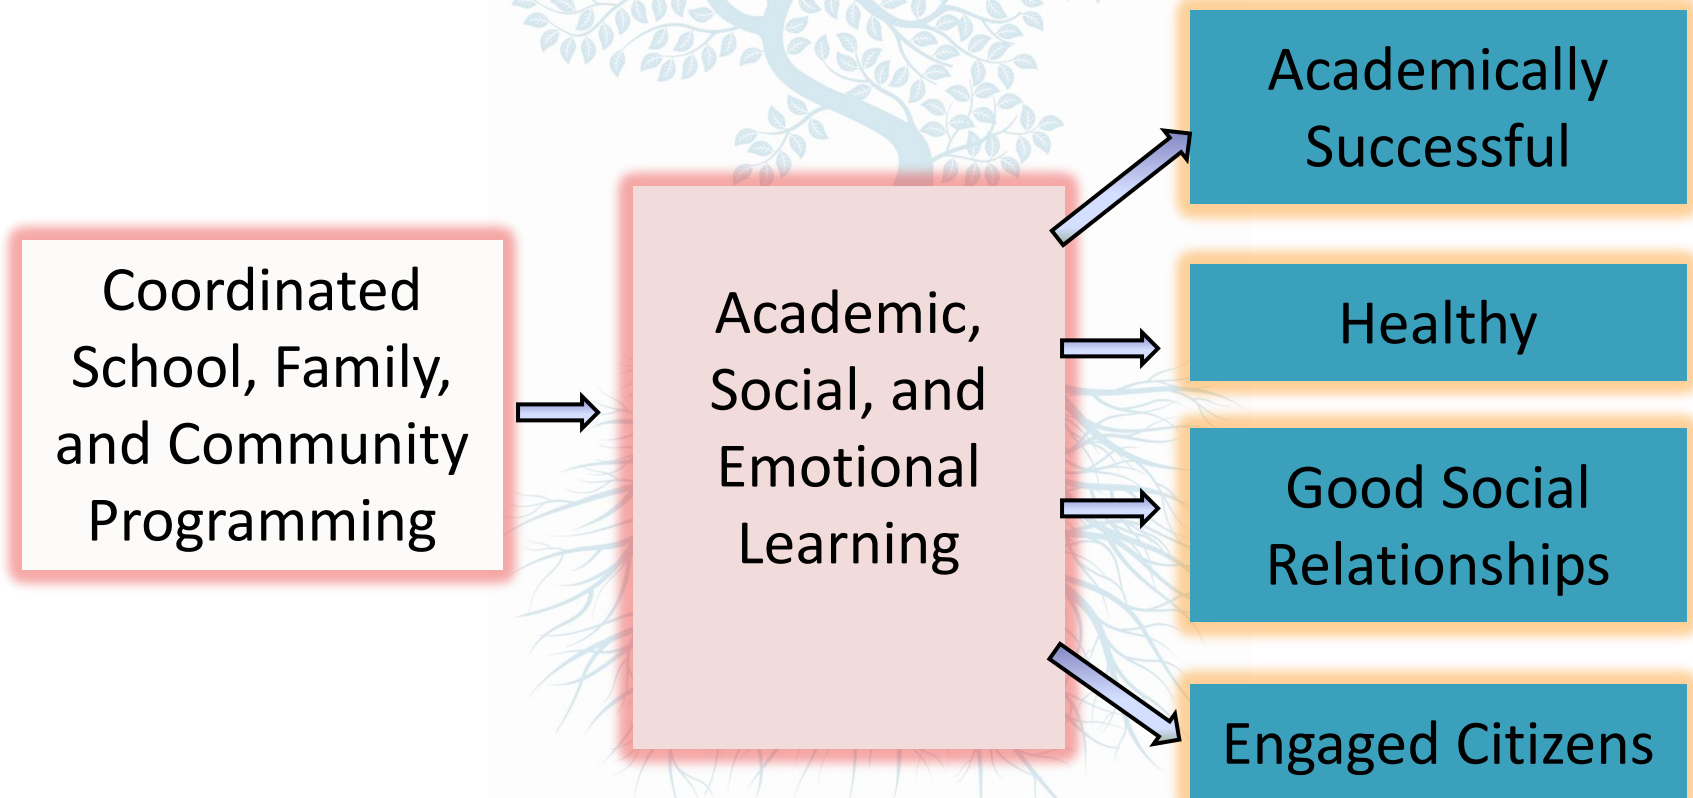 Coordinated
School, Family,
and Community
Programming
Academic,
Social, and
Emotional
Learning
Academically
Successful
Healthy
Good Social
Relationships
Engaged Citizens